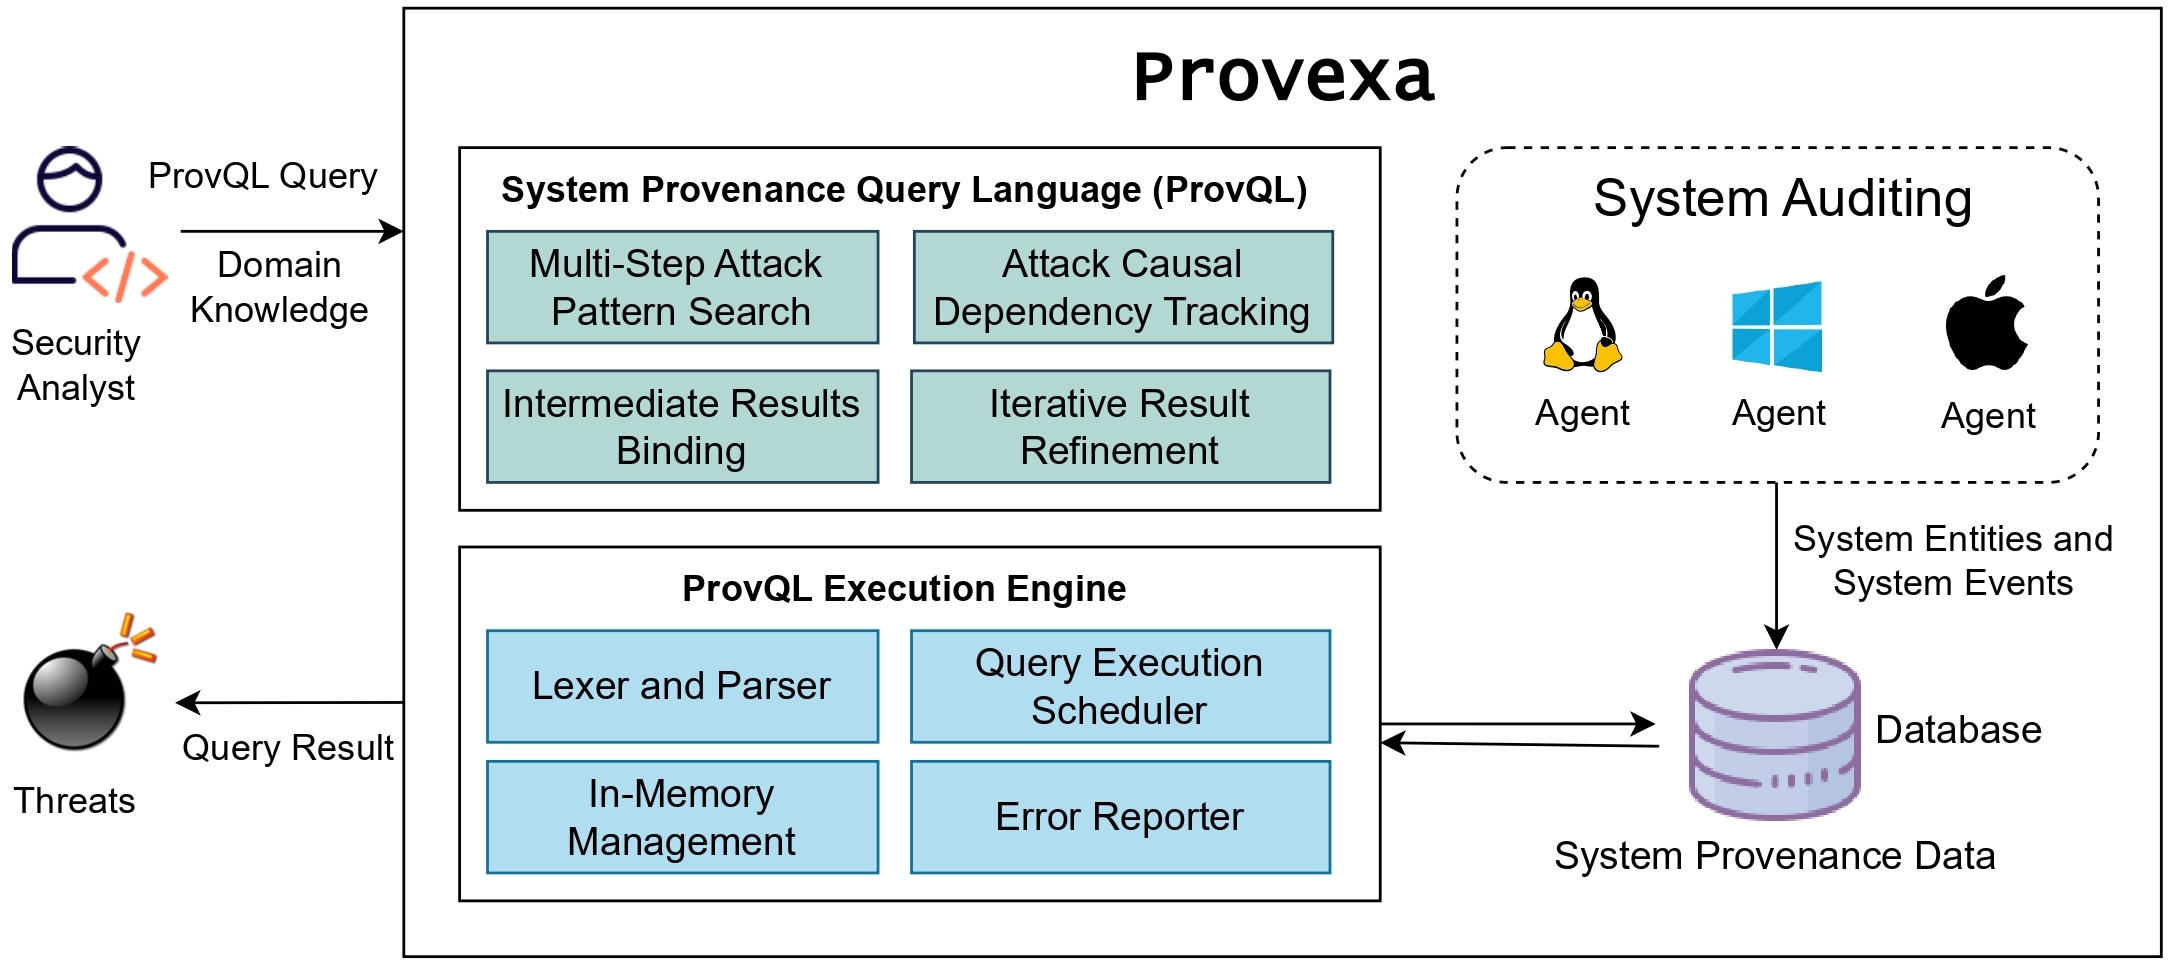 Provexa
ProvQL Query
Domain
Knowledge
Security
Analyst
System Provenance Query Language (ProvQL)
Multi-Step Attack
Pattern Search
Attack Causal
Dependency Tracking
Intermediate Results
Binding
Iterative Result
Refinement
System Auditing
Agent
Agent
Agent
System Entities and
System Events
ProvQL Execution Engine
Lexer and Parser
Query Execution
Scheduler
In-Memory
Management
Error Reporter
Database
System Provenance Data
Query Result
Threats